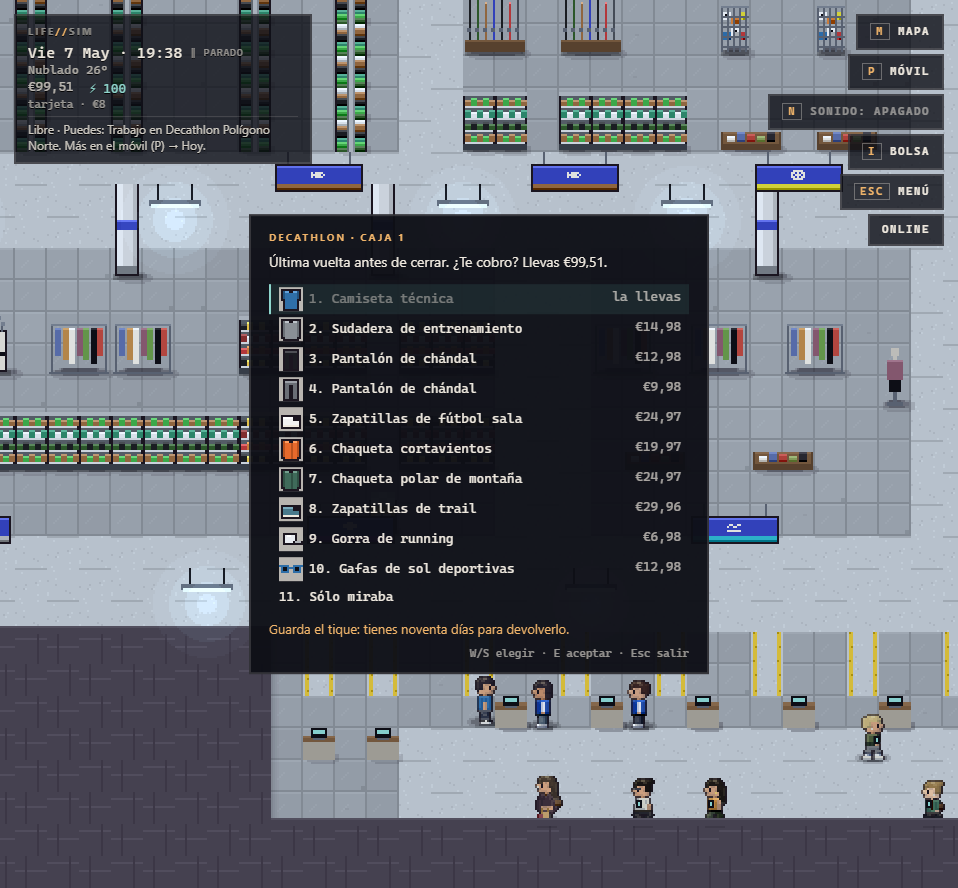 LIFE//SIM
Vie 7 May · 19:38 ‖ PARADO
Nublado 26º
€99,51 ⚡ 100
tarjeta · €8
Libre · Puedes: Trabajo en Decathlon Polígono
Norte. Más en el móvil (P) → Hoy.
M MAPA
P MÓVIL
N SONIDO: APAGADO
I BOLSA
ESC MENÚ
ONLINE
DECATHLON · CAJA 1
Última vuelta antes de cerrar. ¿Te cobro? Llevas €99,51.
1. Camiseta técnica la llevas
2. Sudadera de entrenamiento €14,98
3. Pantalón de chándal €12,98
4. Pantalón de chándal €9,98
5. Zapatillas de fútbol sala €24,97
6. Chaqueta cortavientos €19,97
7. Chaqueta polar de montaña €24,97
8. Zapatillas de trail €29,96
9. Gorra de running €6,98
10. Gafas de sol deportivas €12,98
11. Sólo miraba
Guarda el tique: tienes noventa días para devolverlo.
W/S elegir · E aceptar · Esc salir